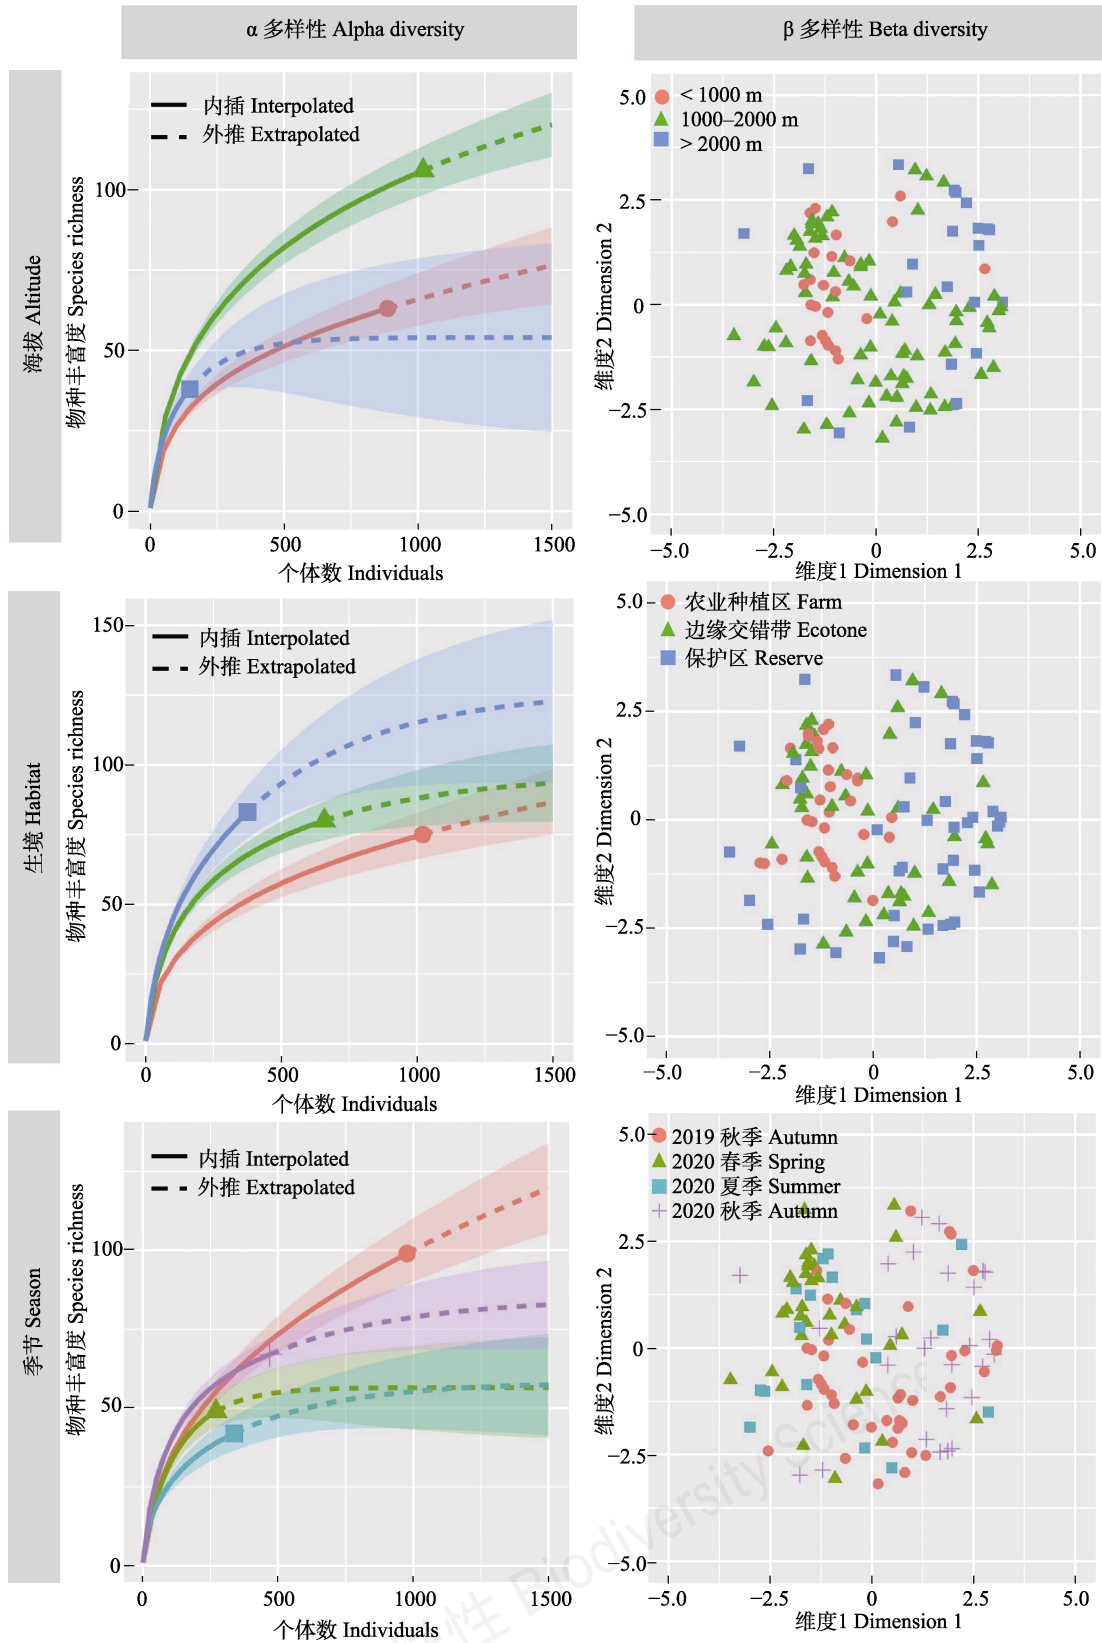 α 多样性 Alpha diversity
β 多样性 Beta diversity
海拔 Altitude
物种丰富度 Species richness
内插 Interpolated
外推 Extrapolated
100
50
0
0 500 1000 1500
个体数 Individuals
维度2 Dimension 2
< 1000 m
1000–2000 m
> 2000 m
5.0
2.5
0
−2.5
−5.0
−5.0 −2.5 0 2.5 5.0
维度1 Dimension 1
生境 Habitat
物种丰富度 Species richness
内插 Interpolated
外推 Extrapolated
150
100
50
0
0 500 1000 1500
个体数 Individuals
维度2 Dimension 2
农业种植区 Farm
边缘交错带 Ecotone
保护区 Reserve
5.0
2.5
0
−2.5
−5.0
−5.0 −2.5 0 2.5 5.0
维度1 Dimension 1
季节 Season
物种丰富度 Species richness
内插 Interpolated
外推 Extrapolated
100
50
0
0 500 1000 1500
个体数 Individuals
维度2 Dimension 2
2019 秋季 Autumn
2020 春季 Spring
2020 夏季 Summer
2020 秋季 Autumn
5.0
2.5
0
−2.5
−5.0
−5.0 −2.5 0 2.5 5.0
维度1 Dimension 1
性 Biodiversity Science